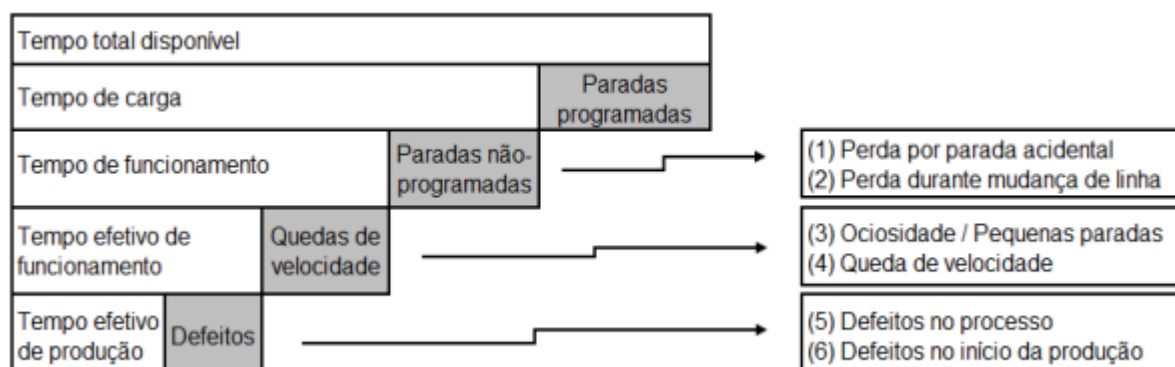 Tempo total disponível
Tempo de carga
Paradas
programadas
Tempo de funcionamento
Paradas não-
programadas
(1) Perda por parada acidental
(2) Perda durante mudança de linha
Tempo efetivo de
funcionamento
Quedas de
velocidade
(3) Ociosidade / Pequenas paradas
(4) Queda de velocidade
Tempo efetivo
de produção
Defeitos
(5) Defeitos no processo
(6) Defeitos no início da produção